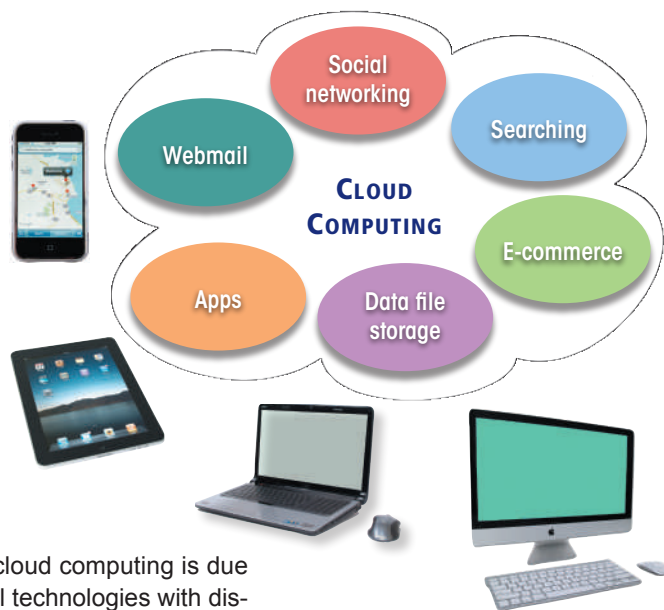 Social
networking
Searching
Webmail
CLOUD
COMPUTING
E-commerce
Apps
Data file
storage
cloud computing is due
l technologies with dis-